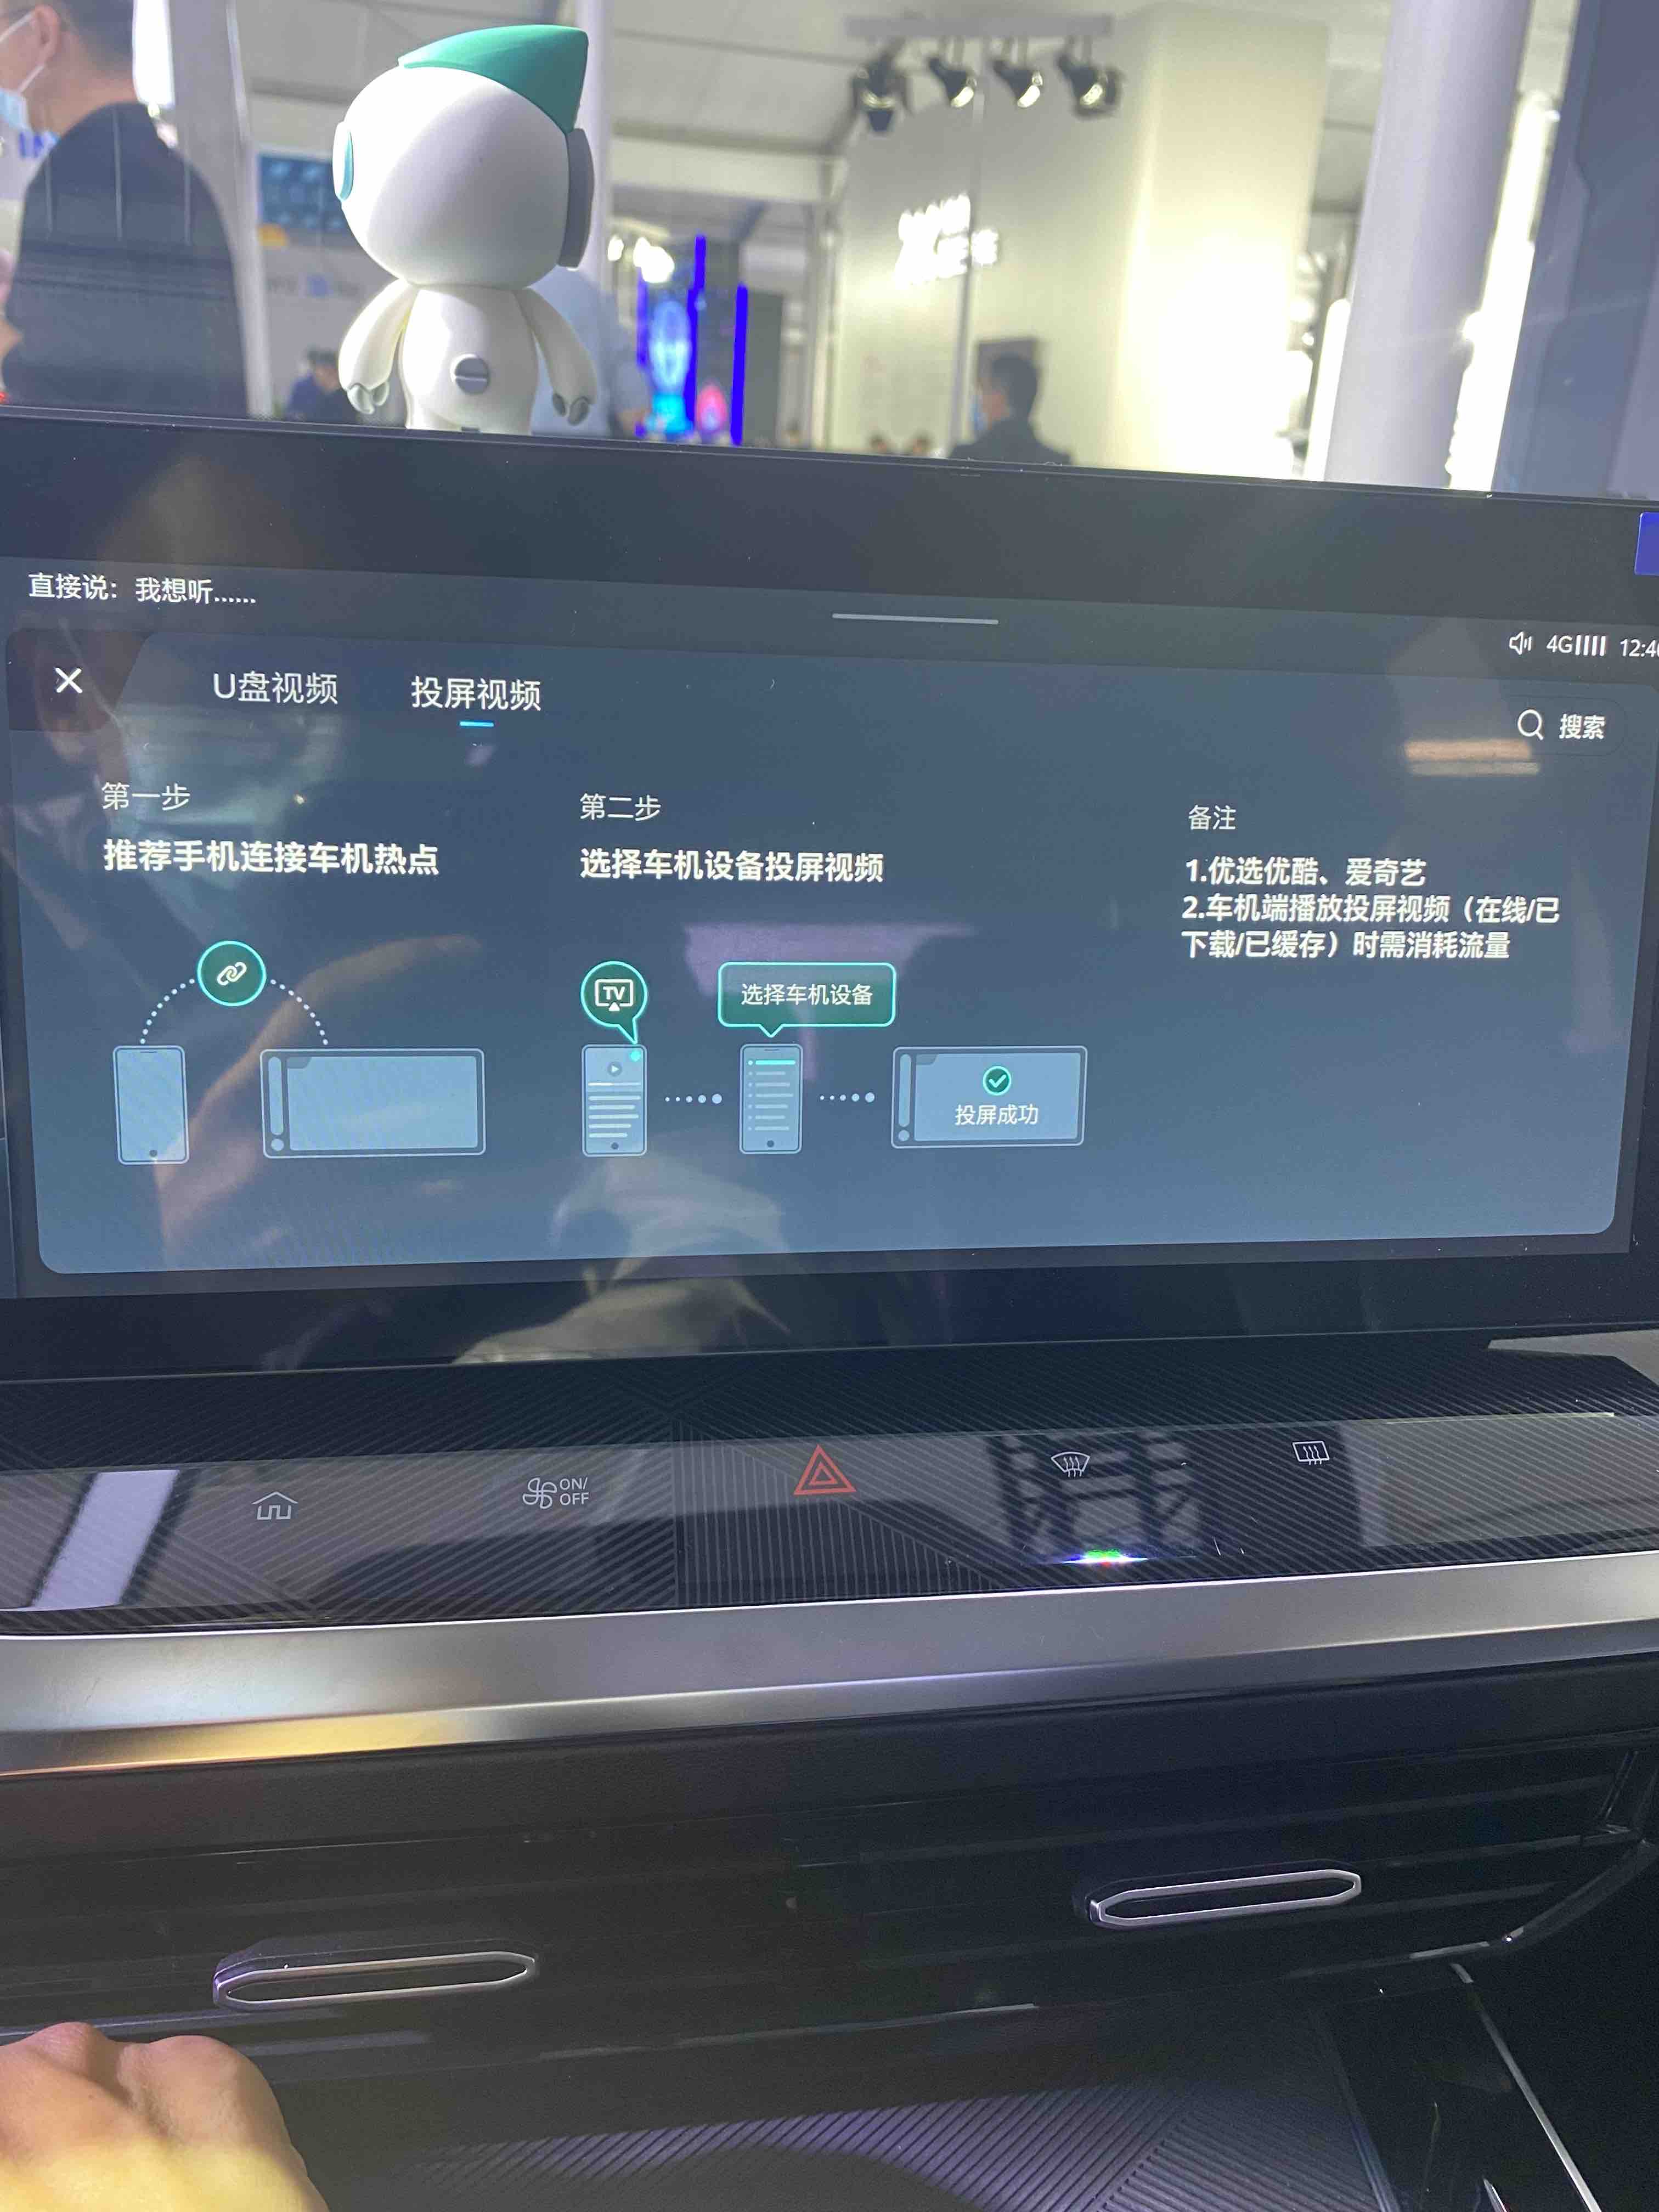 直接说：我想听……
4G
U盘视频
投屏视频
搜索
第一步
推荐手机连接车机热点
第二步
选择车机设备投屏视频
备注
1.优选优酷、爱奇艺
2.车机端播放投屏视频（在线/已
下载/已缓存）时需消耗流量
TV
选择车机设备
投屏成功
ON/
OFF